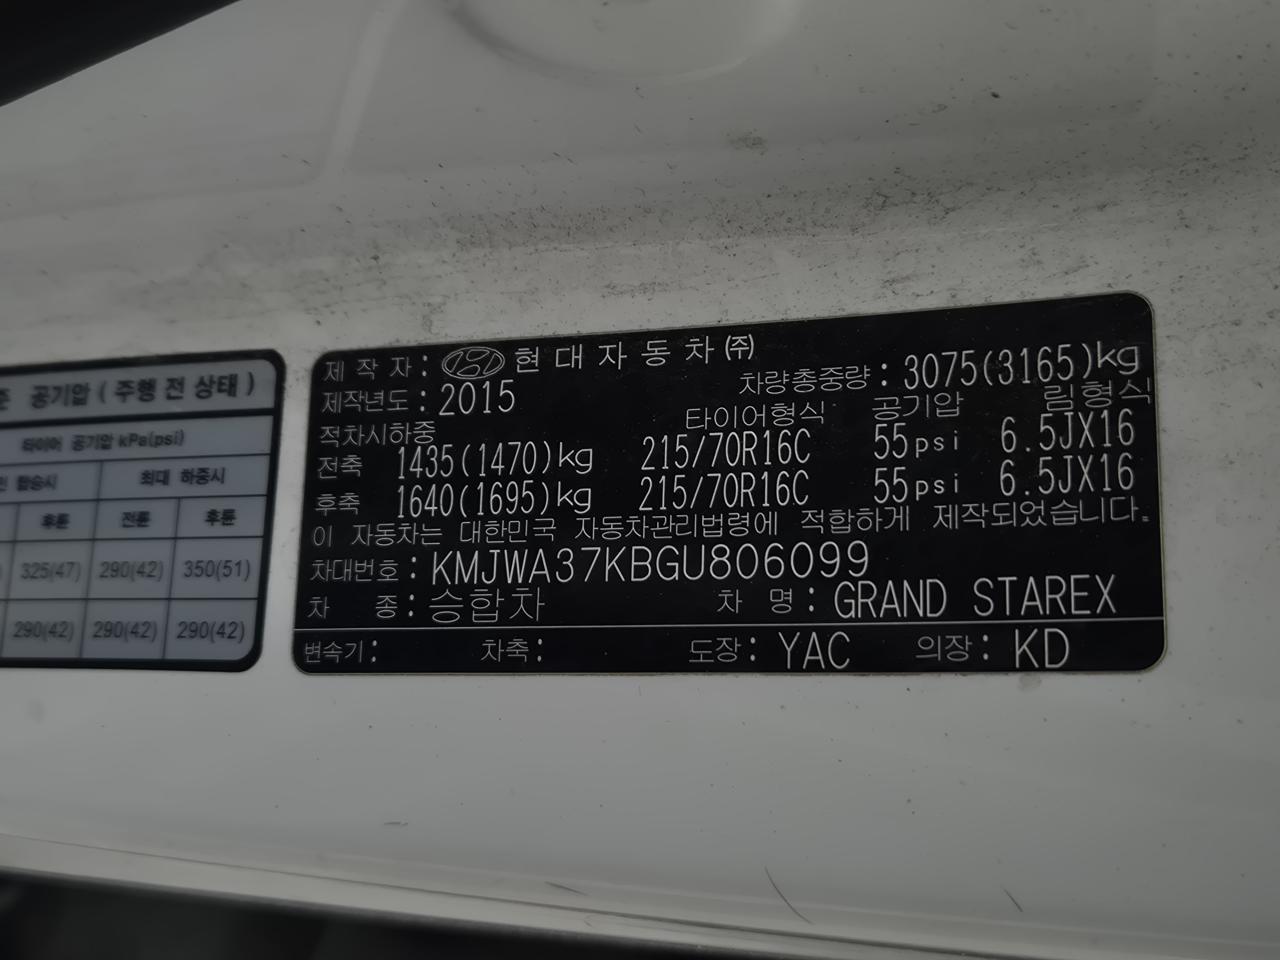 준 공기압 ( 주행 전 상태 )
타이어 공기압 kPa(psi)
승시 최대 하중시
후륜 전륜 후륜
325(47) 290(42) 350(51)
290(42) 290(42) 290(42)
제 작 자 : 현 대 자 동 차 ㈜
제작년도 : 2015 차량총중량 : 3075(3165)kg
적차시하중 타이어형식 공기압 림형식
전축 1435(1470)kg 215/70R16C 55psi 6.5JX16
후축 1640(1695)kg 215/70R16C 55psi 6.5JX16
이 자동차는 대한민국 자동차관리법령에 적합하게 제작되었습니다.
차대번호 : KMJWA37KBGU806099
차 종 : 승합차 차 명 : GRAND STAREX
변속기 : 차축 : 도장 : YAC 의장 : KD